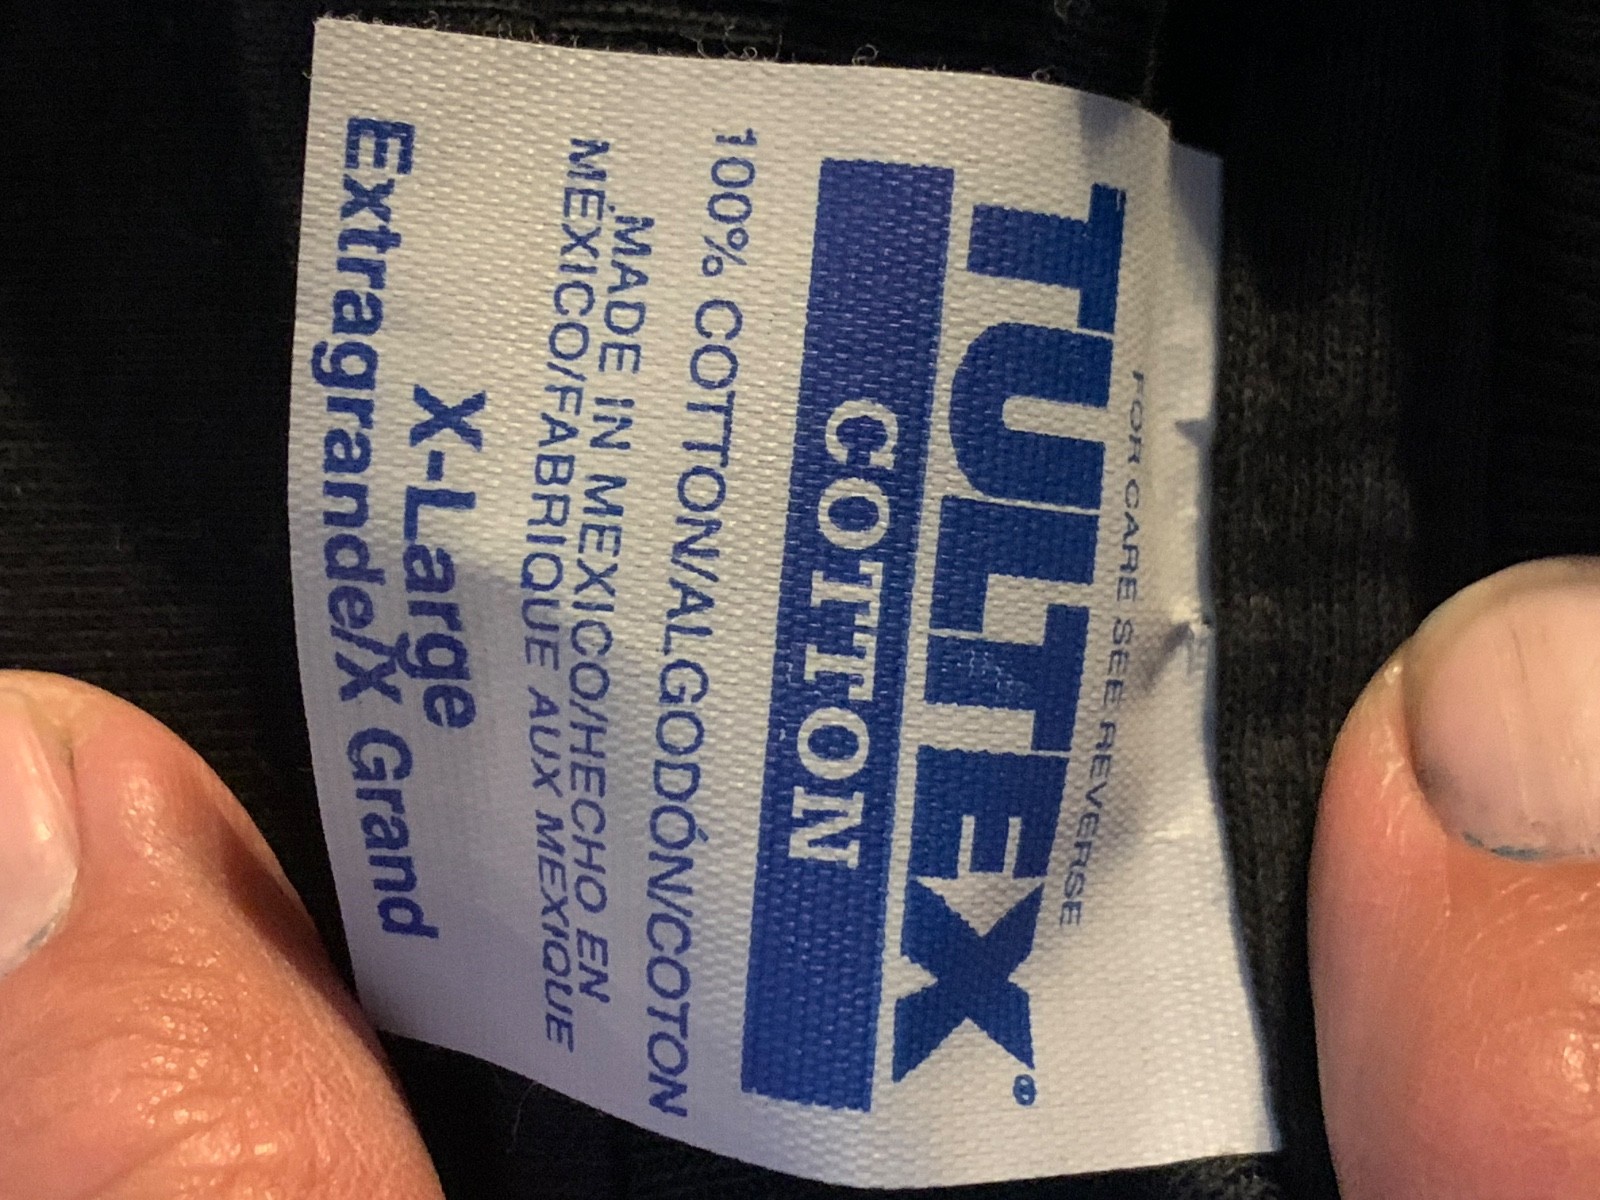 FOR CARE SEE REVERSE
TULTEX®
COTTON
100% COTTON/ALGODÓN/COTON
MADE IN MEXICO/HECHO EN
MÉXICO/FABRIQUE AUX MEXIQUE
X-Large
Extragrande/X Grand